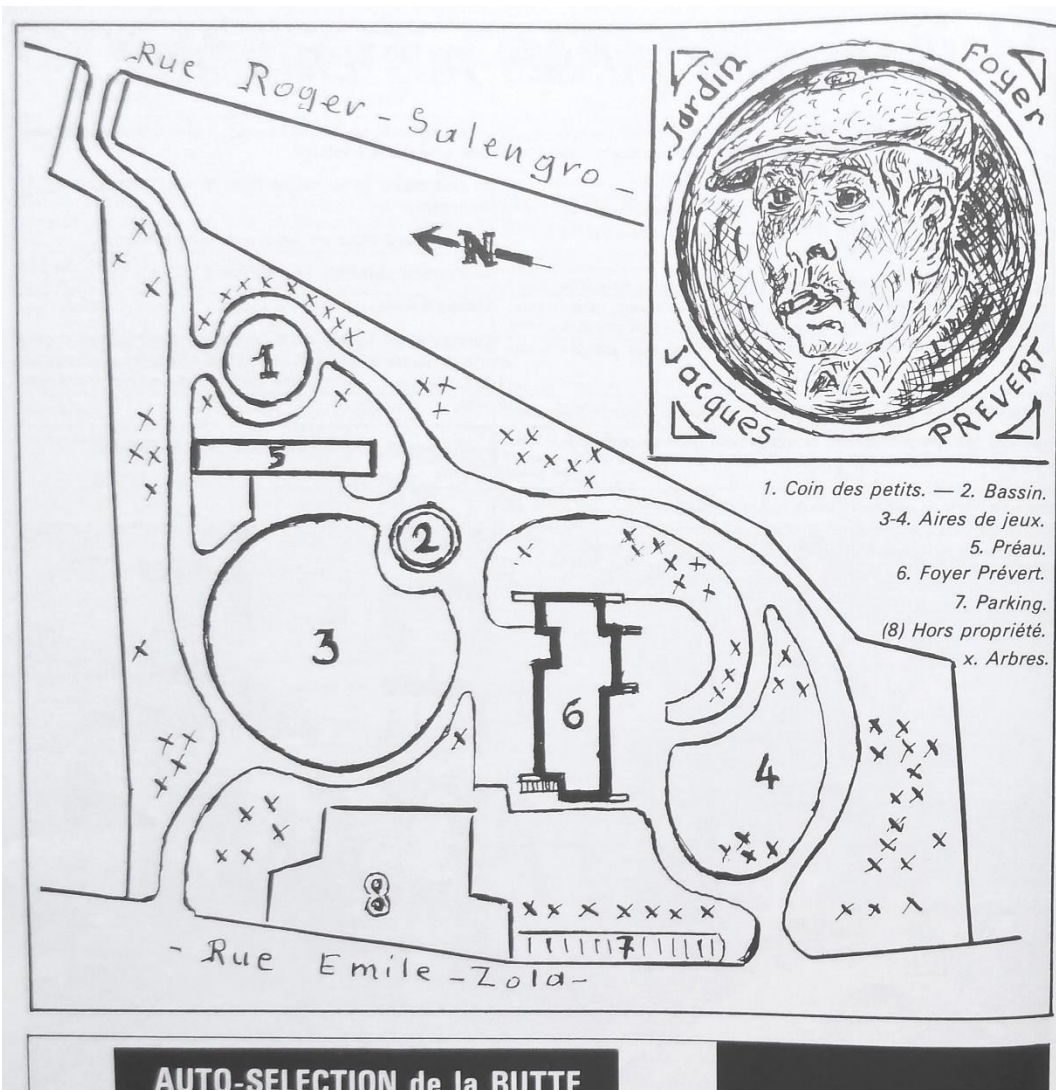 Rue Roger-Salengro-
N
Jardin
Foyer
Jacques
PREVERT
1. Coin des petits. — 2. Bassin.
3-4. Aires de jeux.
5. Préau.
6. Foyer Prévert.
7. Parking.
(8) Hors propriété.
x. Arbres.
1
5
2
3
6
4
8
7
- Rue Emile-Zola-
AUTO-SELECTION de la BUTTE